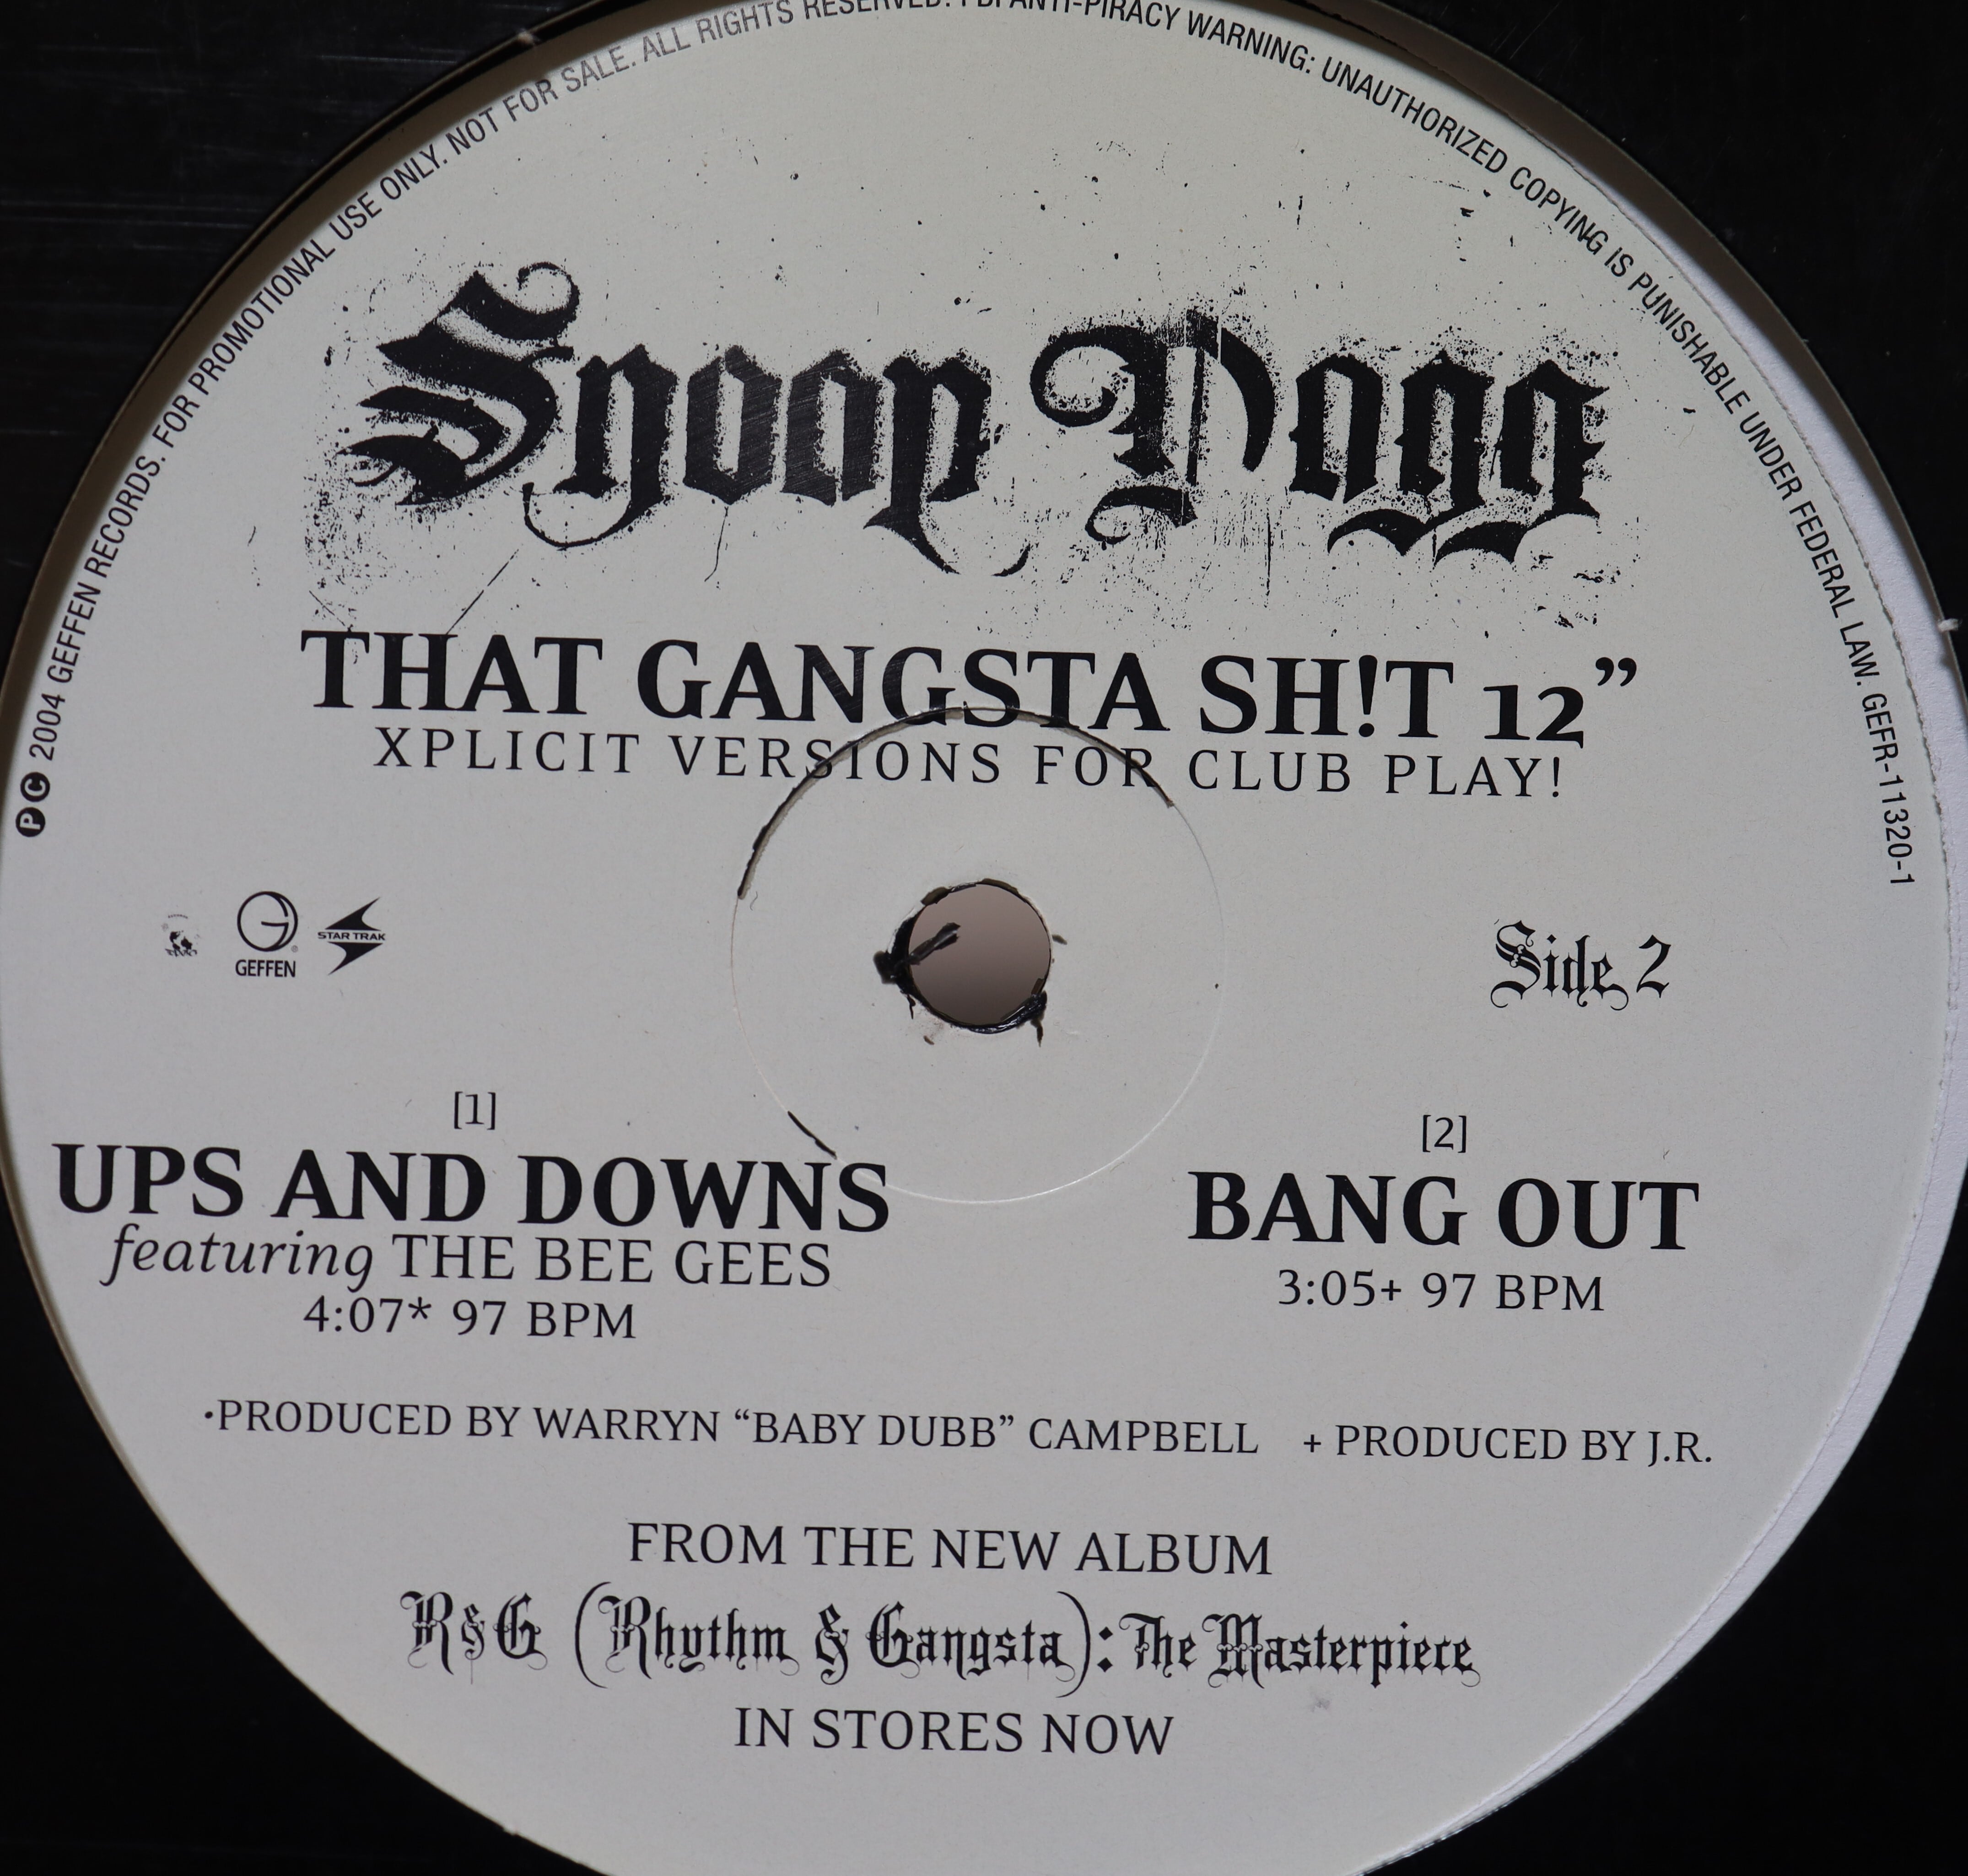 Ⓟ© 2004 GEFFEN RECORDS. FOR PROMOTIONAL USE ONLY. NOT FOR SALE. ALL RIGHTS RESERVED. FBI ANTI-PIRACY WARNING: UNAUTHORIZED COPYING IS PUNISHABLE UNDER FEDERAL LAW. GEFR-11320-1
Snoop Dogg
THAT GANGSTA SH!T 12”
XPLICIT VERSIONS FOR CLUB PLAY!
G
GEFFEN
STAR TRAK
Side 2
[1]
UPS AND DOWNS
featuring THE BEE GEES
4:07* 97 BPM
[2]
BANG OUT
3:05+ 97 BPM
·PRODUCED BY WARRYN “BABY DUBB” CAMPBELL + PRODUCED BY J.R.
FROM THE NEW ALBUM
R&G (Rhythm & Gangsta): The Masterpiece
IN STORES NOW